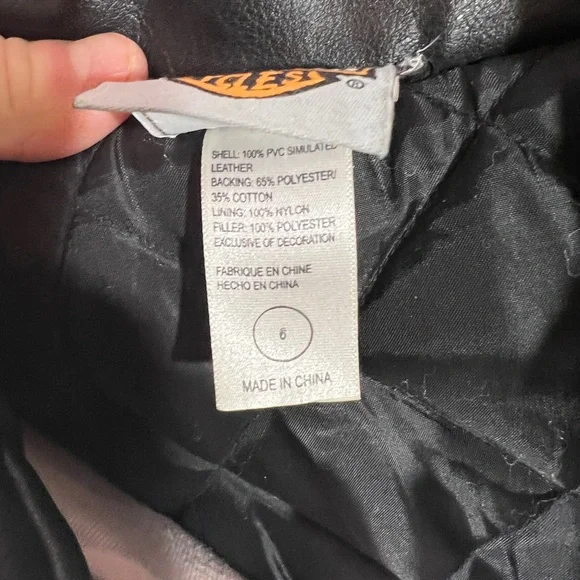 ®
SHELL: 100% PVC SIMULATED
LEATHER
BACKING: 65% POLYESTER/
35% COTTON
LINING: 100% NYLON
FILLER: 100% POLYESTER
EXCLUSIVE OF DECORATION
FABRIQUE EN CHINE
HECHO EN CHINA
6
MADE IN CHINA